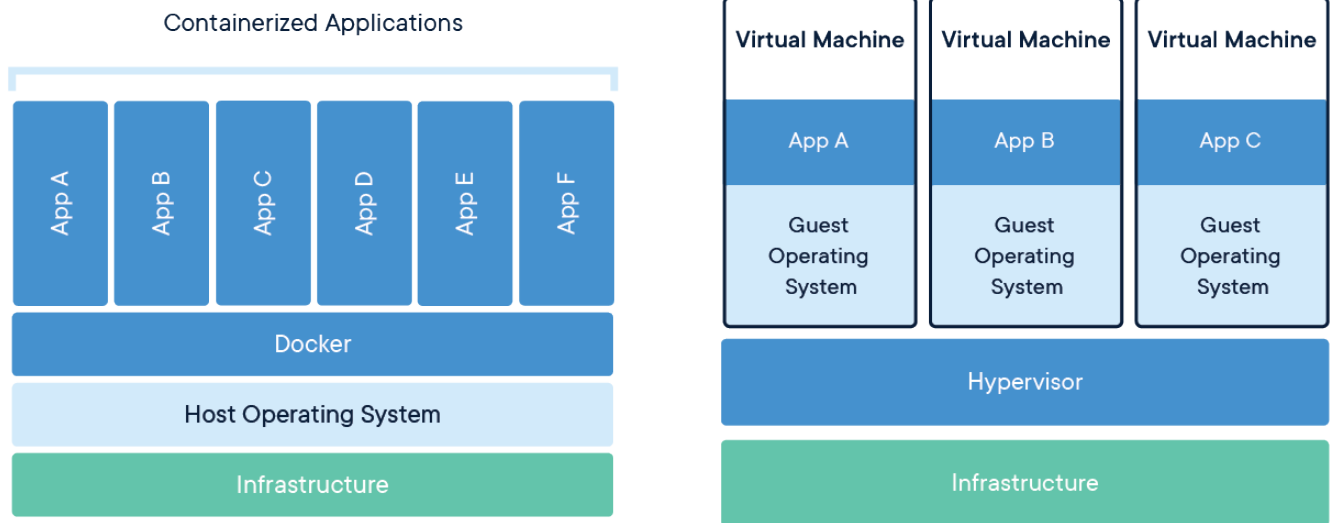 Containerized Applications
App A
App B
App C
App D
App E
App F
Docker
Host Operating System
Infrastructure
Virtual Machine
App A
Guest
Operating
System
Virtual Machine
App B
Guest
Operating
System
Virtual Machine
App C
Guest
Operating
System
Hypervisor
Infrastructure